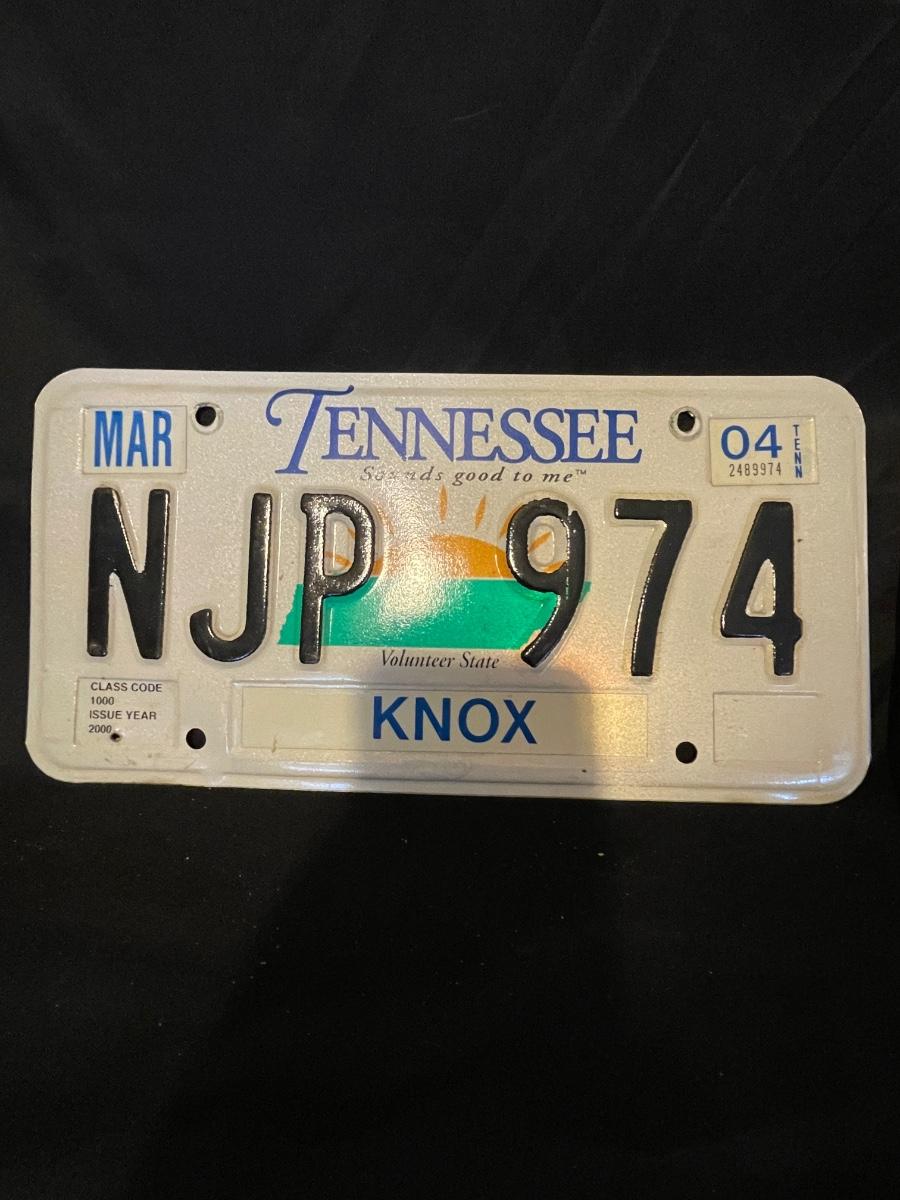 MAR
TENNESSEE
Sounds good to me™
04
TENN
2489974
NJP 974
Volunteer State
CLASS CODE
1000
ISSUE YEAR
2000
KNOX